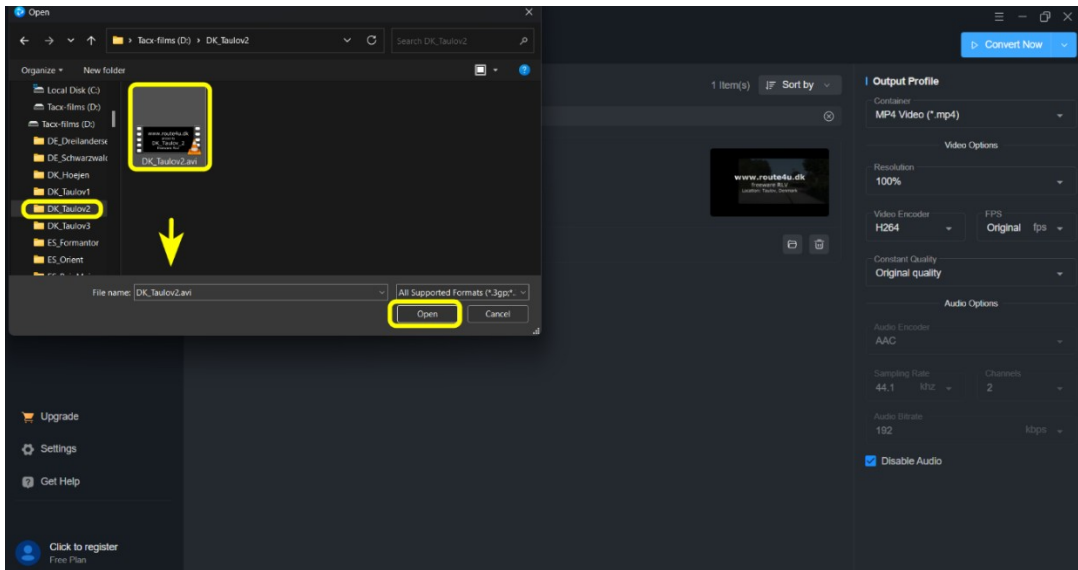 Open
Tacx-films (D:) > DK_Taulov2
Search DK_Taulov2
Organize
New folder
Local Disk (C:)
Tacx-films (D:)
Tacx-films (D:)
DE_Dreilanderse
DE_Schwarzwald
DK_Hoejen
DK_Taulov1
DK_Taulov2
DK_Taulov3
ES_Formantor
ES_Orient
www.route4u.dk
DK_Taulov_2
DK_Taulov2.avi
File name: DK_Taulov2.avi
All Supported Formats (*.3gp;*.
Open
Cancel
Convert Now
1 Item(s)
Sort by
www.route4u.dk
freeware RLV
Location: Taulov, Denmark
Upgrade
Settings
Get Help
Click to register
Free Plan
Output Profile
Container
MP4 Video (*.mp4)
Video Options
Resolution
100%
Video Encoder
FPS
H264
Original fps
Constant Quality
Original quality
Audio Options
Audio Encoder
AAC
Sampling Rate
Channels
44.1 khz
2
Audio Bitrate
192 kbps
Disable Audio